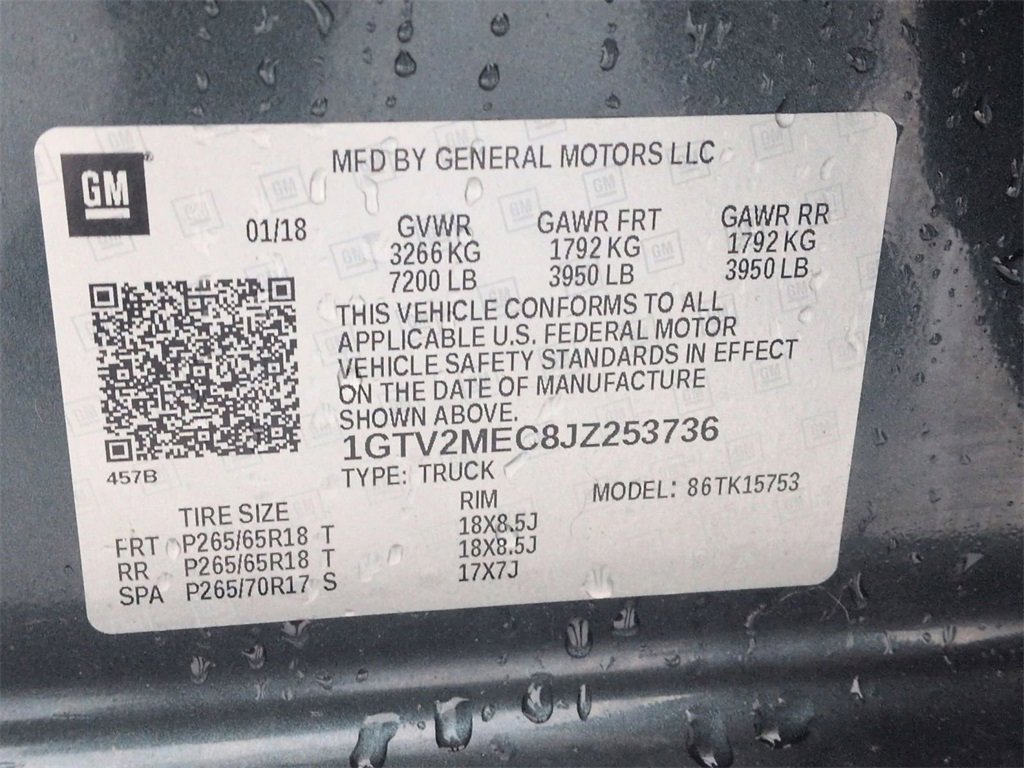 GM
MFD BY GENERAL MOTORS LLC
01/18 GVWR GAWR FRT GAWR RR
3266 KG 1792 KG 1792 KG
7200 LB 3950 LB 3950 LB
THIS VEHICLE CONFORMS TO ALL
APPLICABLE U.S. FEDERAL MOTOR
VEHICLE SAFETY STANDARDS IN EFFECT
ON THE DATE OF MANUFACTURE
SHOWN ABOVE.
1GTV2MEC8JZ253736
457B
TYPE: TRUCK MODEL: 86TK15753
TIRE SIZE RIM
FRT P265/65R18 T 18X8.5J
RR P265/65R18 T 18X8.5J
SPA P265/70R17 S 17X7J